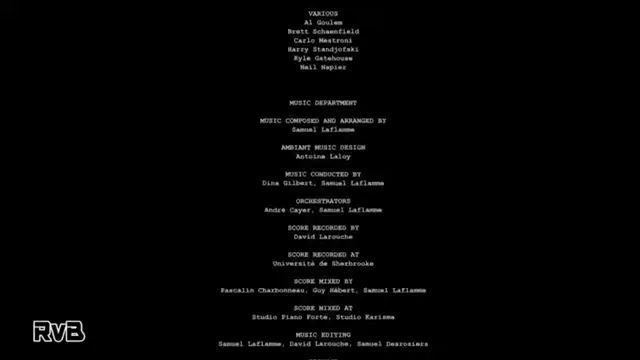 VARIOUS
Al Goulem
Brett Schaenfield
Carlo Mestroni
Harry Standjofski
Kyle Gatehouse
Neil Napier
MUSIC DEPARTMENT
MUSIC COMPOSED AND ARRANGED BY
Samuel Laflamme
AMBIANT MUSIC DESIGN
Antoine Laloy
MUSIC CONDUCTED BY
Dina Gilbert, Samuel Laflamme
ORCHESTRATORS
André Cayer, Samuel Laflamme
SCORE RECORDED BY
David Larouche
SCORE RECORDED AT
Université de Sherbrooke
SCORE MIXED BY
Pascalin Charbonneau, Guy Hébert, Samuel Laflamme
SCORE MIXED AT
Studio Piano Forte, Studio Karisma
MUSIC EDITING
Samuel Laflamme, David Larouche, Samuel Desroziers
RvB